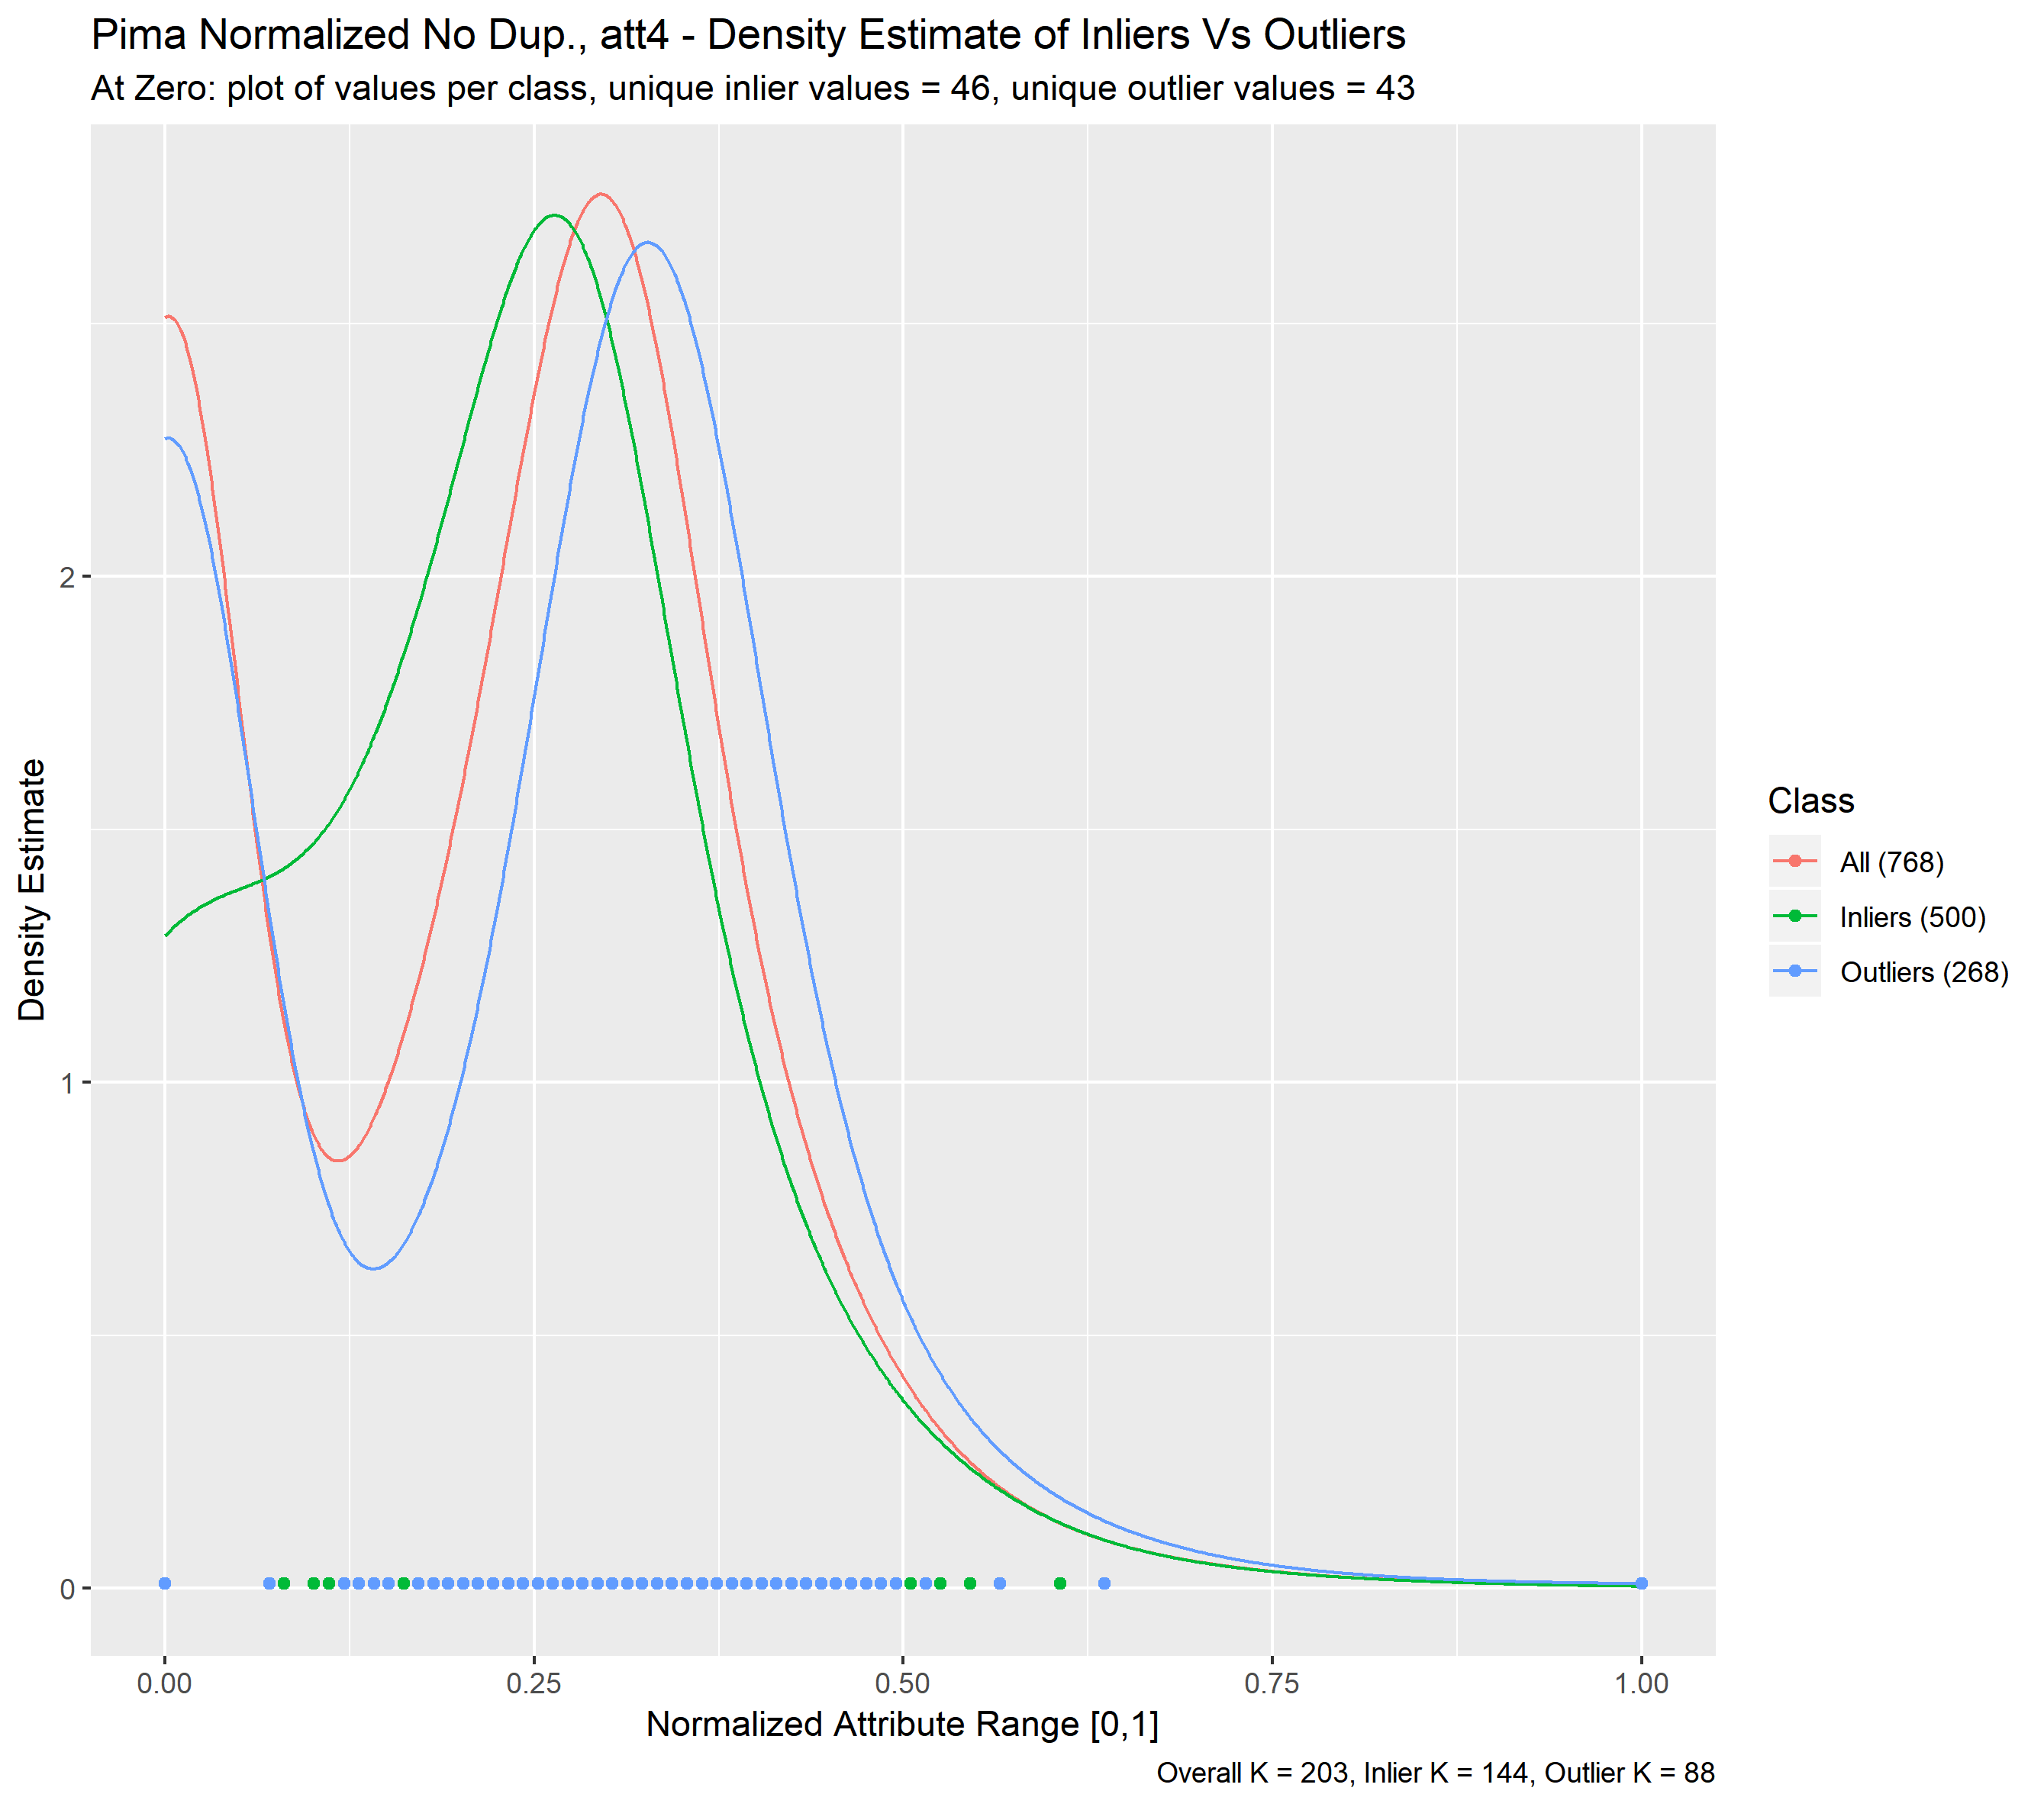 Pima Normalized No Dup., att4 - Density Estimate of Inliers Vs Outliers
At Zero: plot of values per class, unique inlier values = 46, unique outlier values = 43
Density Estimate
2
1
0
0.00 0.25 0.50 0.75 1.00
Normalized Attribute Range [0,1]
Overall K = 203, Inlier K = 144, Outlier K = 88
Class
All (768)
Inliers (500)
Outliers (268)